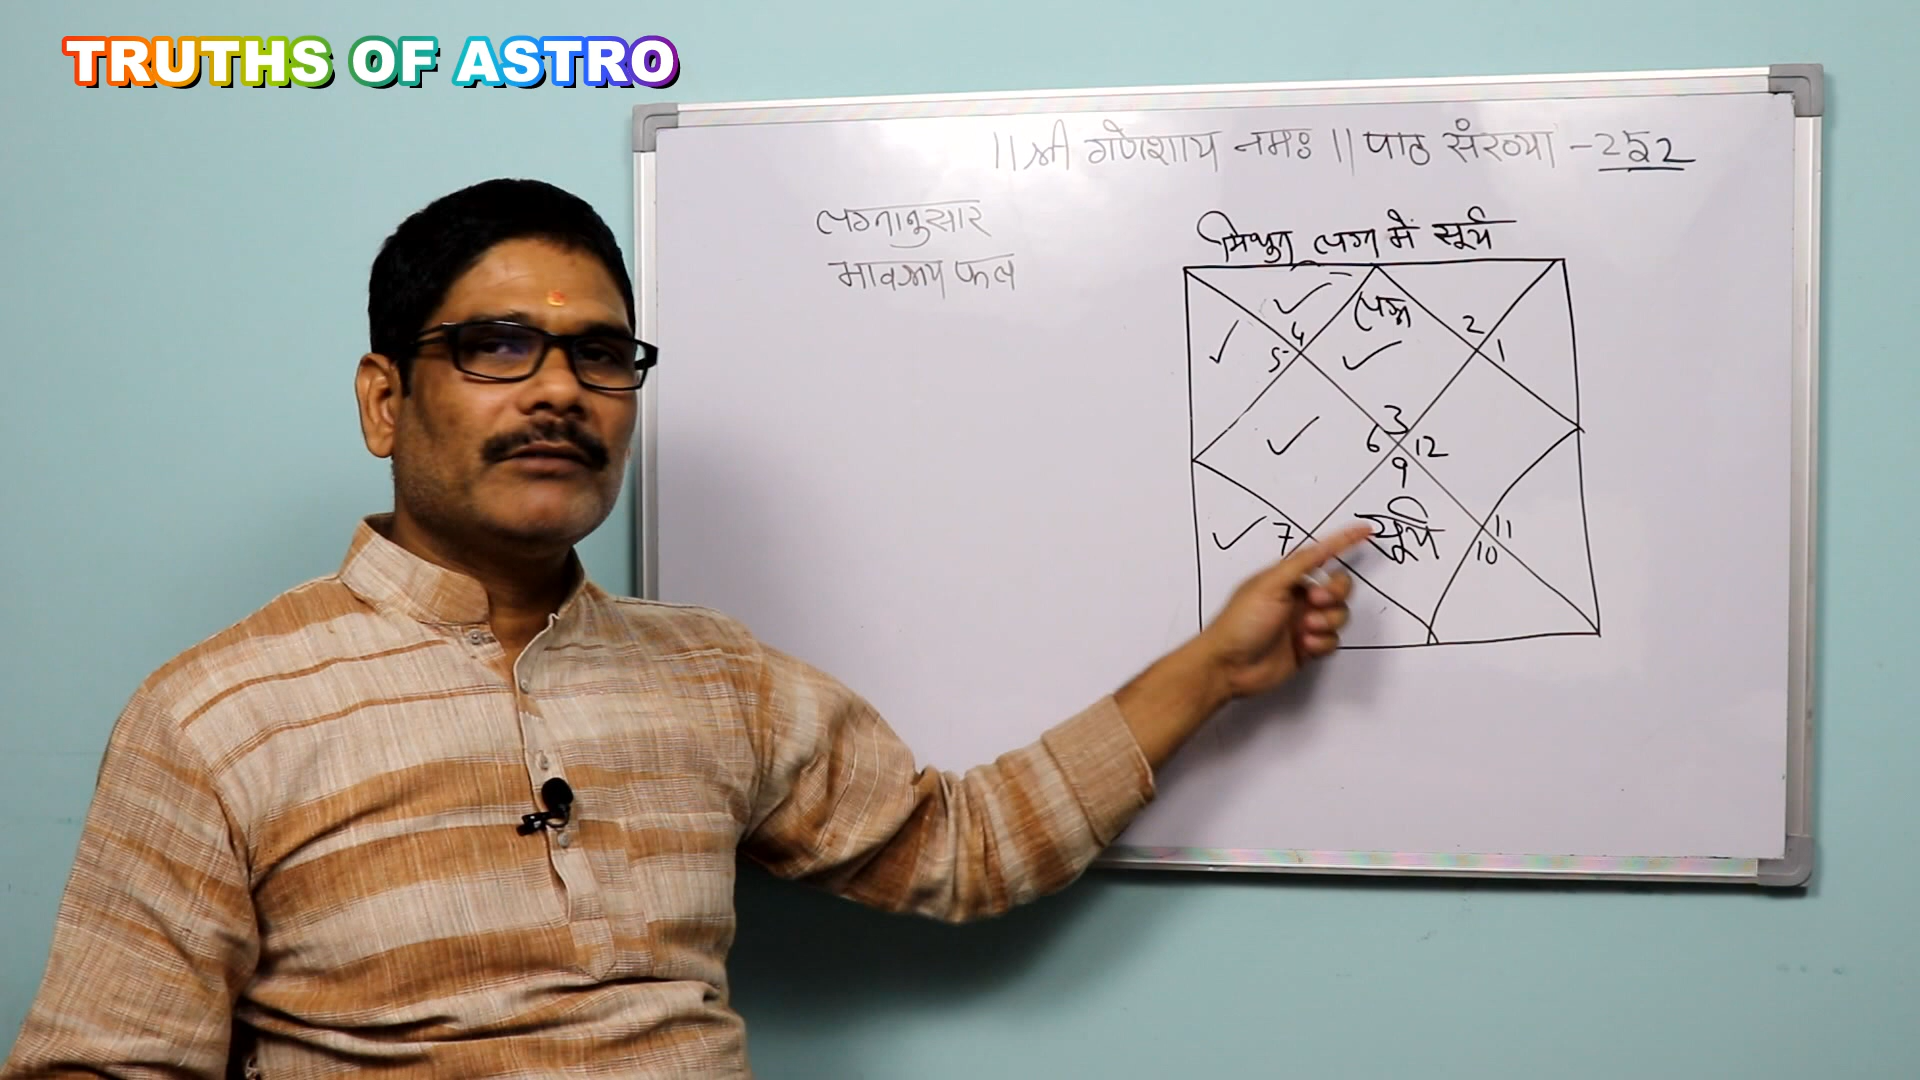 TRUTHS OF ASTRO
॥ श्री गणेशाय नमः ॥ पाठ संख्या - 252
लग्नानुसार
भावस्थ फल
मिथुन लग्न में सूर्य
लग्न
4 2
5 1
3
6 12
9
सूर्य
7 11
10